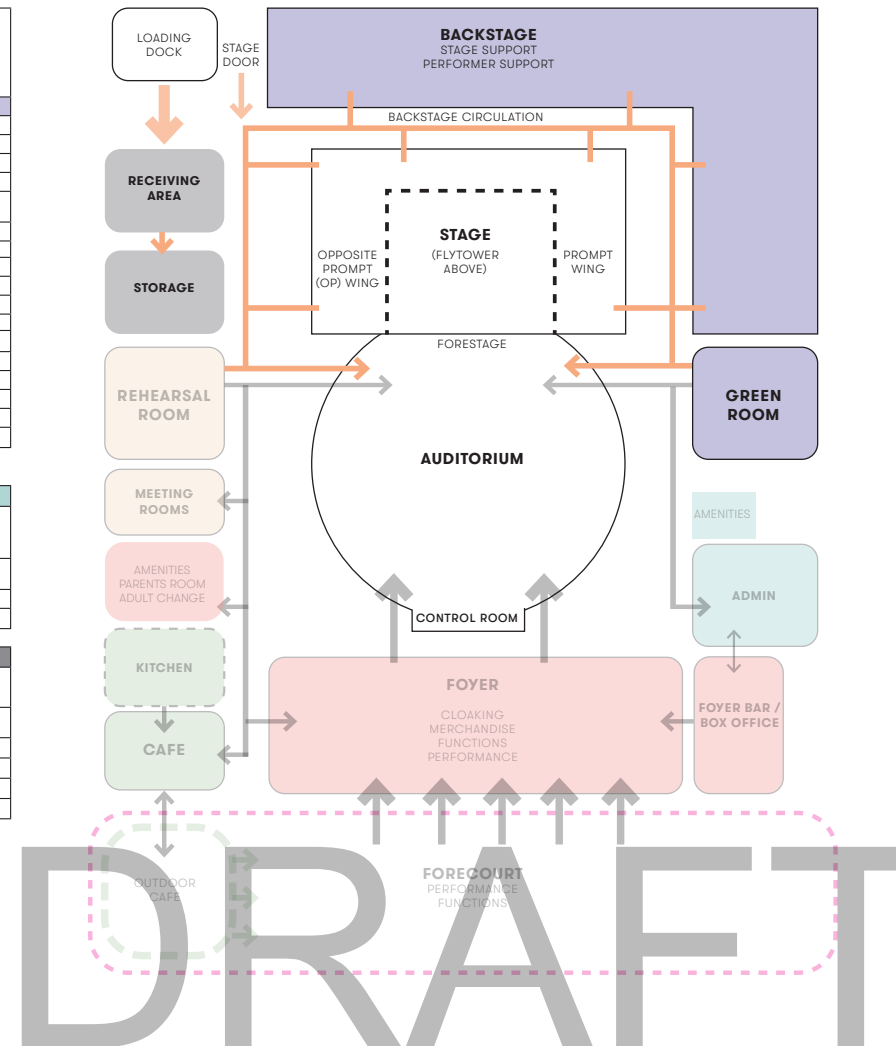 BACKSTAGE
STAGE SUPPORT
PERFORMER SUPPORT
LOADING
DOCK
STAGE
DOOR
BACKSTAGE CIRCULATION
RECEIVING
AREA
STORAGE
STAGE
(FLYTOWER
ABOVE)
OPPOSITE
PROMPT
(OP) WING
PROMPT
WING
FORESTAGE
REHEARSAL
ROOM
GREEN
ROOM
AUDITORIUM
MEETING
ROOMS
AMENITIES
AMENITIES
PARENTS ROOM
ADULT CHANGE
ADMIN
CONTROL ROOM
KITCHEN
FOYER
CLOAKING
MERCHANDISE
FUNCTIONS
PERFORMANCE
FOYER BAR /
BOX OFFICE
CAFE
OUTDOOR
CAFE
FORECOURT
PERFORMANCE
FUNCTIONS
DRAFT